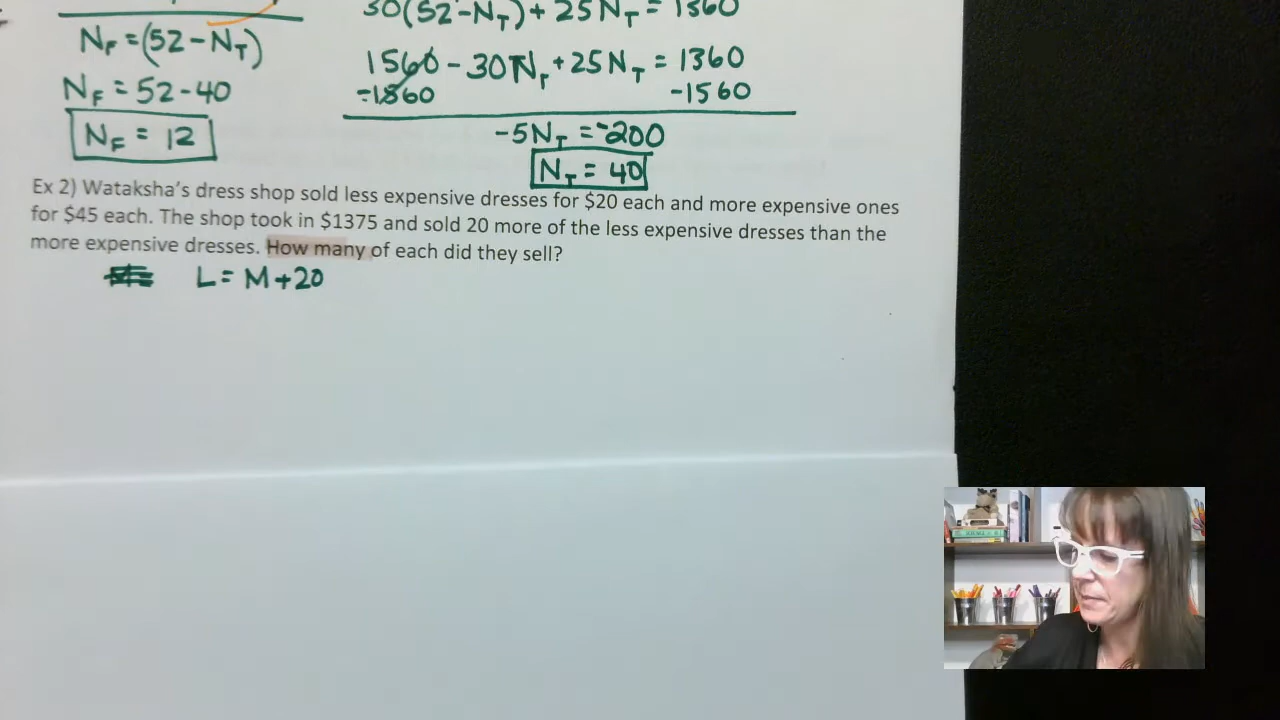 30(52-N_T) + 25N_T = 1360
N_F = (52-N_T)
1560 - 30N_T + 25N_T = 1360
N_F = 52-40
-1560 -1560
N_F = 12
-5N_T = -200
N_T = 40
Ex 2) Wataksha's dress shop sold less expensive dresses for $20 each and more expensive ones
for $45 each. The shop took in $1375 and sold 20 more of the less expensive dresses than the
more expensive dresses. How many of each did they sell?
L = M+20